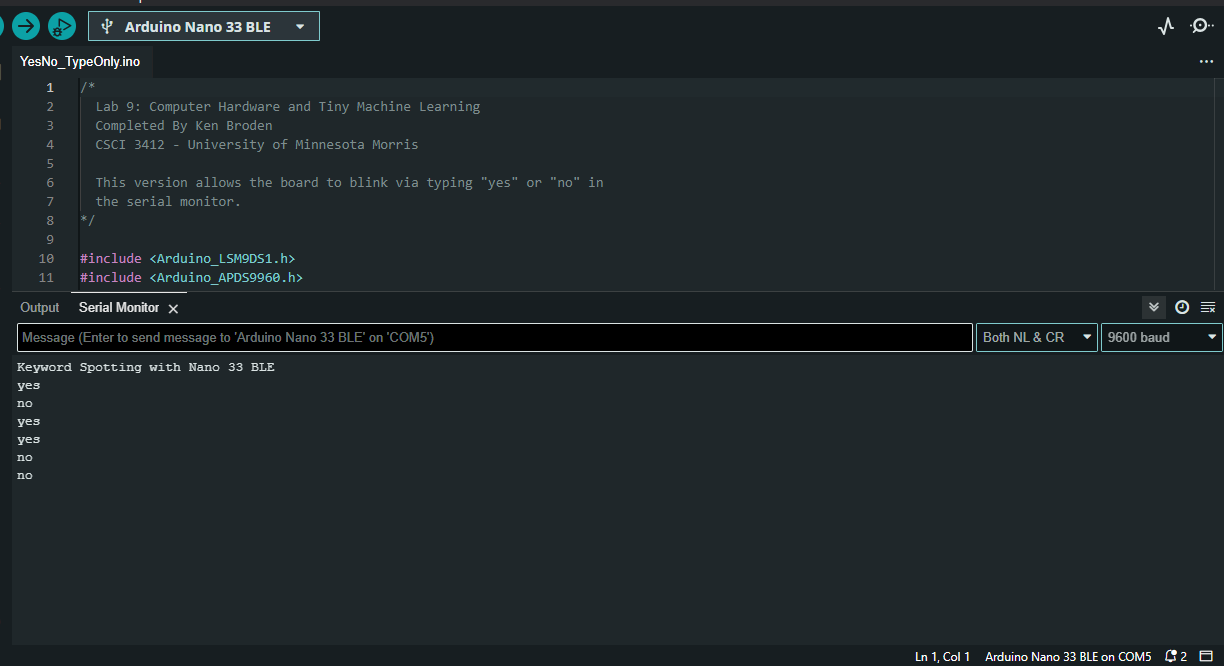 Arduino Nano 33 BLE
YesNo_TypeOnly.ino
1 /*
2 Lab 9: Computer Hardware and Tiny Machine Learning
3 Completed By Ken Broden
4 CSCI 3412 - University of Minnesota Morris
5
6 This version allows the board to blink via typing "yes" or "no" in
7 the serial monitor.
8 */
9
10 #include <Arduino_LSM9DS1.h>
11 #include <Arduino_APDS9960.h>
Output Serial Monitor
Message (Enter to send message to 'Arduino Nano 33 BLE' on 'COM5') Both NL & CR 9600 baud
Keyword Spotting with Nano 33 BLE
yes
no
yes
yes
no
no
Ln 1, Col 1 Arduino Nano 33 BLE on COM5 2